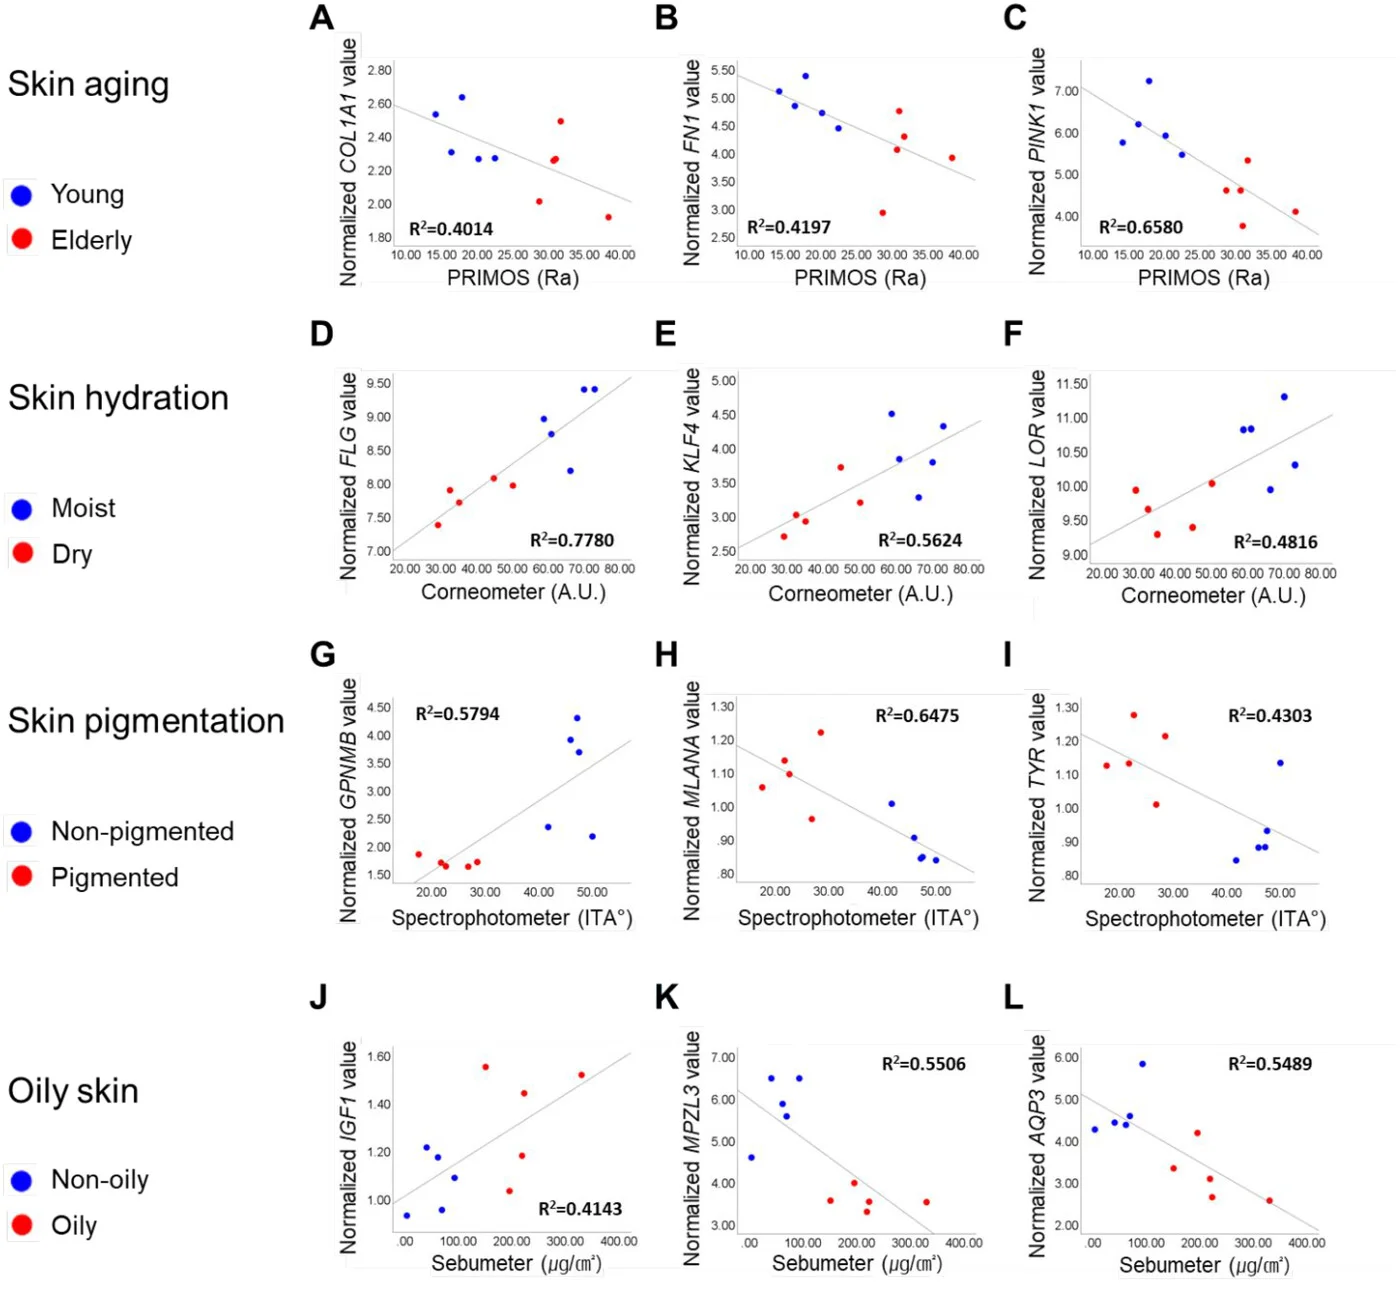 A
B
C
Skin aging
Young
Elderly
Normalized COL1A1 value
2.80
2.60
2.40
2.20
2.00
1.80
R²=0.4014
10.00 15.00 20.00 25.00 30.00 35.00 40.00
PRIMOS (Ra)
Normalized FN1 value
5.50
5.00
4.50
4.00
3.50
3.00
2.50
R²=0.4197
10.00 15.00 20.00 25.00 30.00 35.00 40.00
PRIMOS (Ra)
Normalized PINK1 value
7.00
6.00
5.00
4.00
R²=0.6580
10.00 15.00 20.00 25.00 30.00 35.00 40.00
PRIMOS (Ra)
D
E
F
Skin hydration
Moist
Dry
Normalized FLG value
9.50
9.00
8.50
8.00
7.50
7.00
R²=0.7780
20.00 30.00 40.00 50.00 60.00 70.00 80.00
Corneometer (A.U.)
Normalized KLF4 value
5.00
4.50
4.00
3.50
3.00
2.50
R²=0.5624
20.00 30.00 40.00 50.00 60.00 70.00 80.00
Corneometer (A.U.)
Normalized LOR value
11.50
11.00
10.50
10.00
9.50
9.00
R²=0.4816
20.00 30.00 40.00 50.00 60.00 70.00 80.00
Corneometer (A.U.)
G
H
I
Skin pigmentation
Non-pigmented
Pigmented
Normalized GPNMB value
4.50
4.00
3.50
3.00
2.50
2.00
1.50
R²=0.5794
20.00 30.00 40.00 50.00
Spectrophotometer (ITA°)
Normalized MLANA value
1.30
1.20
1.10
1.00
.90
.80
R²=0.6475
20.00 30.00 40.00 50.00
Spectrophotometer (ITA°)
Normalized TYR value
1.30
1.20
1.10
1.00
.90
.80
R²=0.4303
20.00 30.00 40.00 50.00
Spectrophotometer (ITA°)
J
K
L
Oily skin
Non-oily
Oily
Normalized IGF1 value
1.60
1.40
1.20
1.00
R²=0.4143
.00 100.00 200.00 300.00 400.00
Sebumeter (μg/㎝²)
Normalized MPZL3 value
7.00
6.00
5.00
4.00
3.00
R²=0.5506
.00 100.00 200.00 300.00 400.00
Sebumeter (μg/㎝²)
Normalized AQP3 value
6.00
5.00
4.00
3.00
2.00
R²=0.5489
.00 100.00 200.00 300.00 400.00
Sebumeter (μg/㎝²)